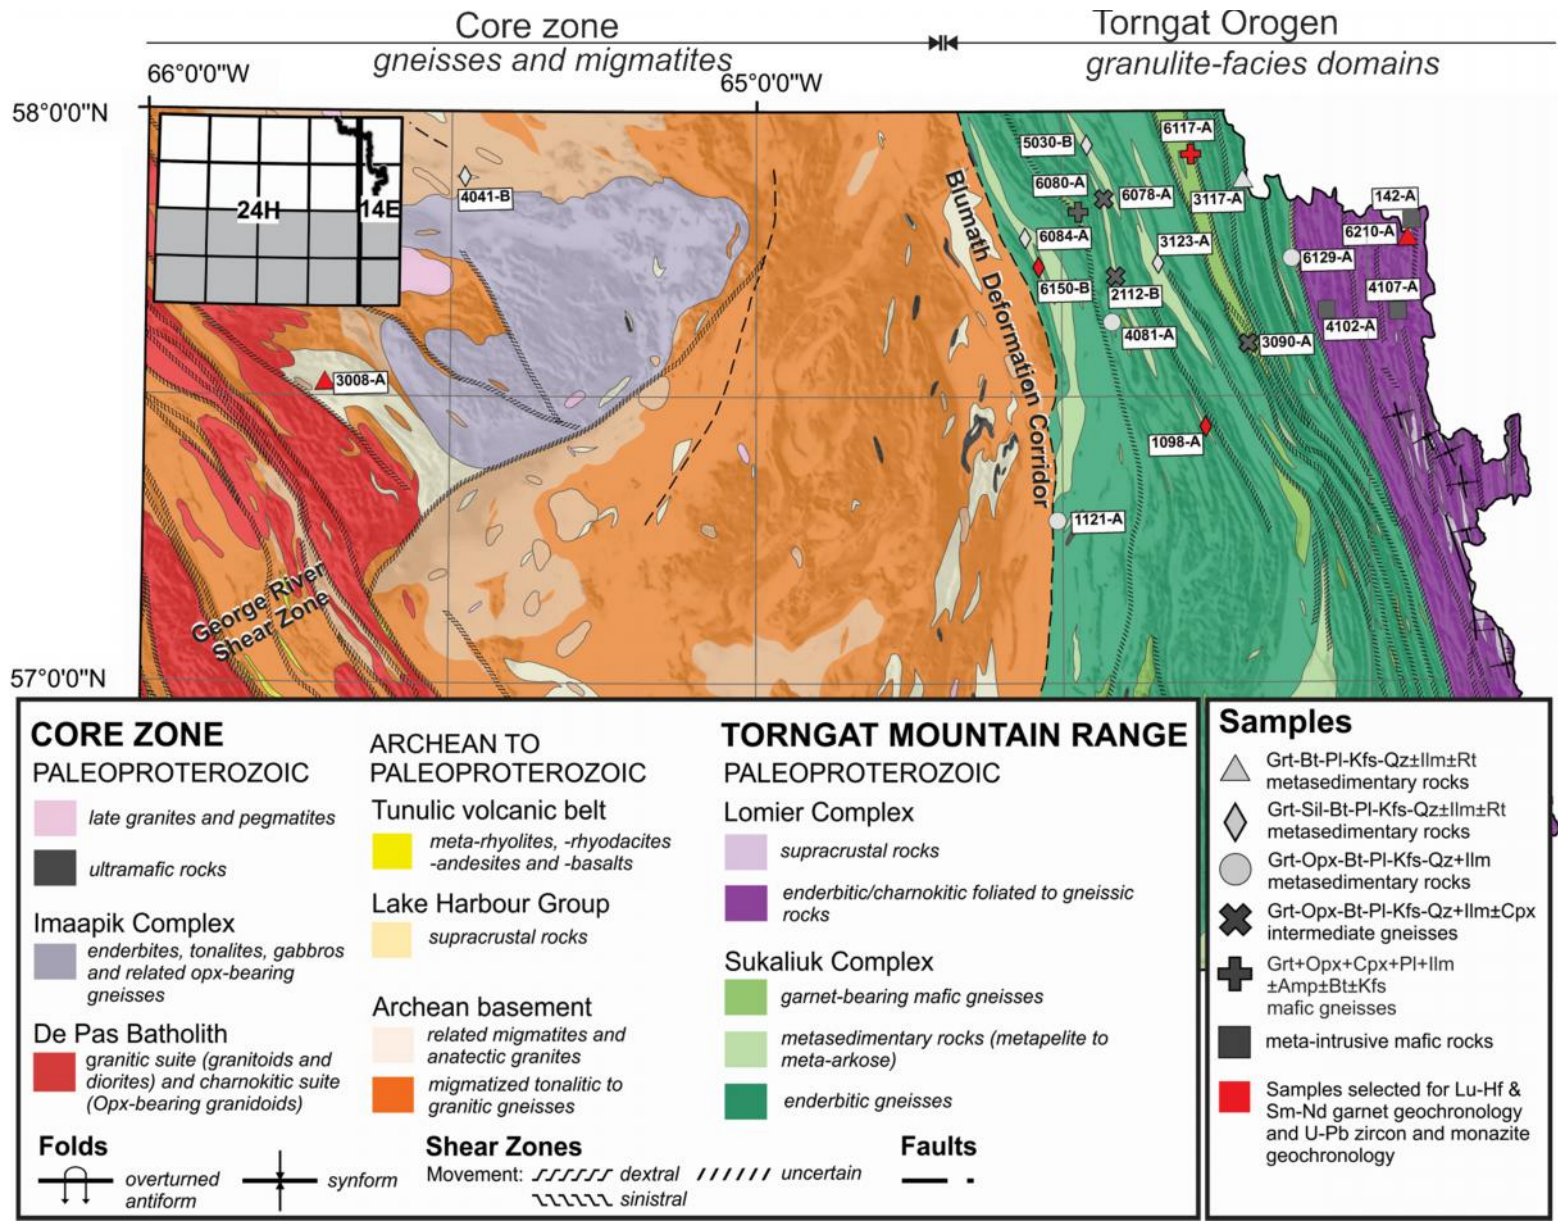 Core zone
gneisses and migmatites
Torngat Orogen
granulite-facies domains
66°0'0"W
65°0'0"W
58°0'0"N
57°0'0"N
24H
14E
4041-B
3008-A
5030-B
6117-A
6080-A
6078-A
3117-A
142-A
6210-A
6084-A
3123-A
6129-A
6150-B
2112-B
4107-A
4081-A
4102-A
3090-A
1098-A
1121-A
Blumath Deformation Corridor
George River
Shear Zone
CORE ZONE
PALEOPROTEROZOIC
late granites and pegmatites
ultramafic rocks
Imaapik Complex
enderbites, tonalites, gabbros
and related opx-bearing
gneisses
De Pas Batholith
granitic suite (granitoids and
diorites) and charnokitic suite
(Opx-bearing granidoids)
ARCHEAN TO
PALEOPROTEROZOIC
Tunulic volcanic belt
meta-rhyolites, -rhyodacites
-andesites and -basalts
Lake Harbour Group
supracrustal rocks
Archean basement
related migmatites and
anatectic granites
migmatized tonalitic to
granitic gneisses
TORNGAT MOUNTAIN RANGE
PALEOPROTEROZOIC
Lomier Complex
supracrustal rocks
enderbitic/charnokitic foliated to gneissic
rocks
Sukaliuk Complex
garnet-bearing mafic gneisses
metasedimentary rocks (metapelite to
meta-arkose)
enderbitic gneisses
Folds
overturned
antiform
synform
Shear Zones
Movement:
dextral
uncertain
sinistral
Faults
Samples
Grt-Bt-Pl-Kfs-Qz±Ilm±Rt
metasedimentary rocks
Grt-Sil-Bt-Pl-Kfs-Qz±Ilm±Rt
metasedimentary rocks
Grt-Opx-Bt-Pl-Kfs-Qz+Ilm
metasedimentary rocks
Grt-Opx-Bt-Pl-Kfs-Qz+Ilm±Cpx
intermediate gneisses
Grt+Opx+Cpx+Pl+Ilm
±Amp±Bt±Kfs
mafic gneisses
meta-intrusive mafic rocks
Samples selected for Lu-Hf &
Sm-Nd garnet geochronology
and U-Pb zircon and monazite
geochronology